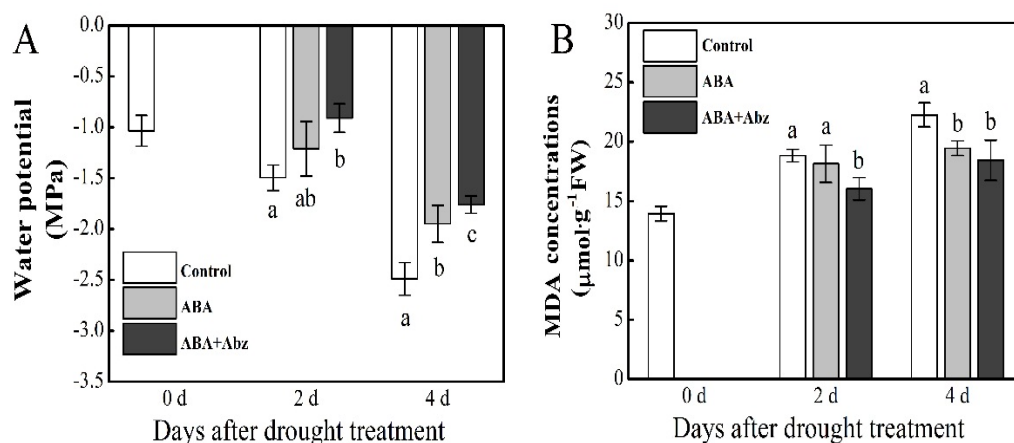 A
Water potential
(MPa)
0.0
-0.5
-1.0
-1.5
-2.0
-2.5
-3.0
-3.5
a
ab
b
a
b
c
Control
ABA
ABA+Abz
0 d
2 d
4 d
Days after drought treatment
B
MDA concentrations
(μmol·g⁻¹FW)
30
25
20
15
10
5
0
Control
ABA
ABA+Abz
a
a
b
a
b
b
0 d
2 d
4 d
Days after drought treatment